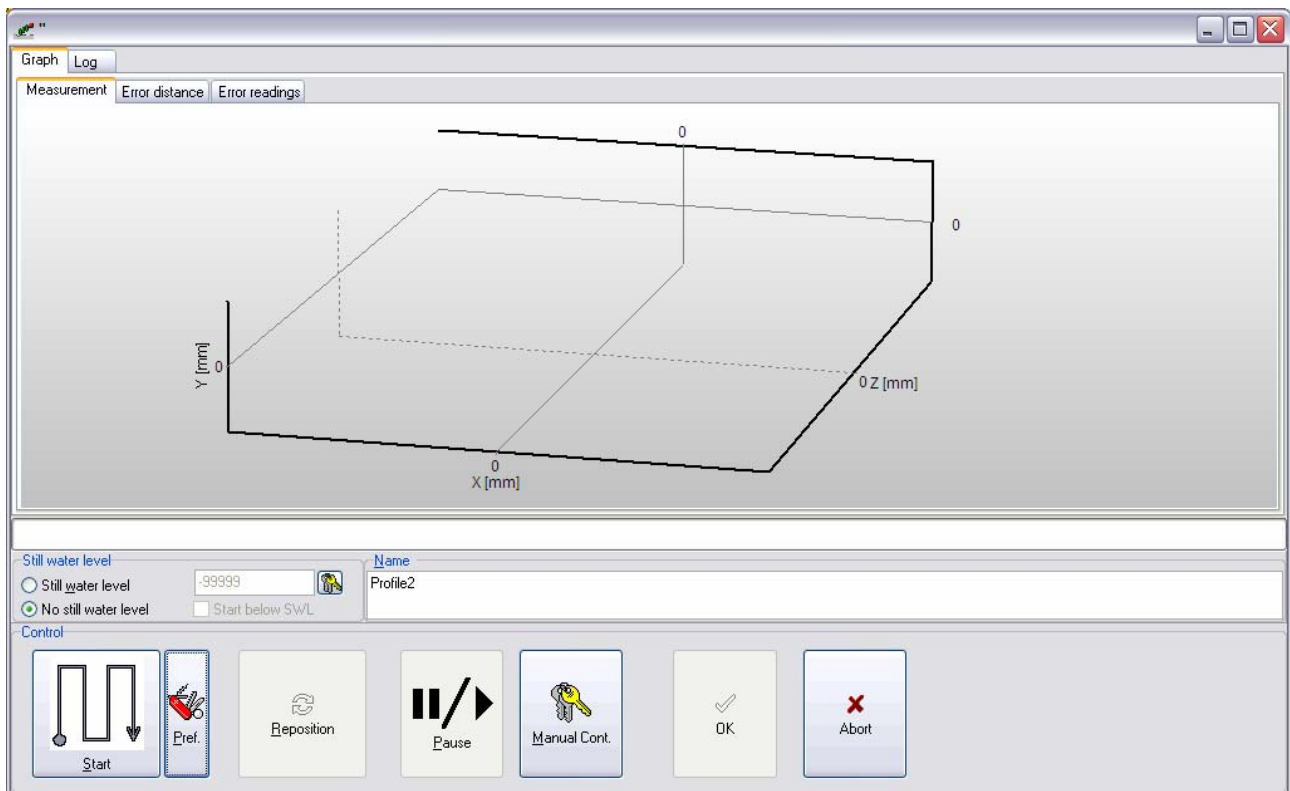 "
Graph Log
Measurement Error distance Error readings
0
0
Y [mm]
0
0 Z [mm]
0
X [mm]
Still water level
Name
Still water level
-99999
Profile2
No still water level
Start below SWL
Control
Start
Pref.
Reposition
Pause
Manual Cont.
OK
Abort